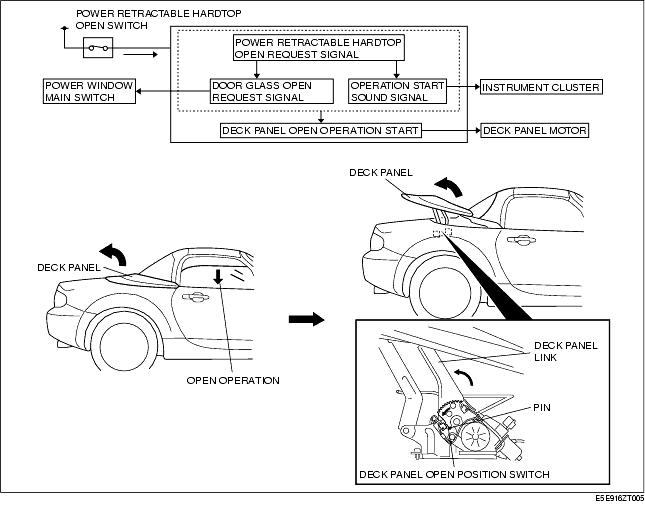 POWER RETRACTABLE HARDTOP
OPEN SWITCH
POWER RETRACTABLE HARDTOP
OPEN REQUEST SIGNAL
POWER WINDOW
MAIN SWITCH
DOOR GLASS OPEN
REQUEST SIGNAL
OPERATION START
SOUND SIGNAL
INSTRUMENT CLUSTER
DECK PANEL OPEN OPERATION START
DECK PANEL MOTOR
DECK PANEL
DECK PANEL
OPEN OPERATION
DECK PANEL
LINK
PIN
DECK PANEL OPEN POSITION SWITCH
E5E916ZT005